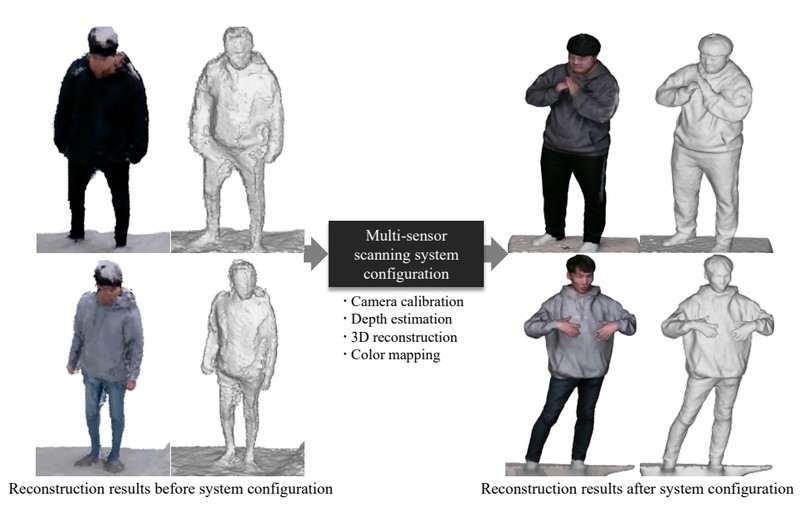 Multi-sensor
scanning system
configuration
· Camera calibration
· Depth estimation
· 3D reconstruction
· Color mapping
Reconstruction results before system configuration
Reconstruction results after system configuration